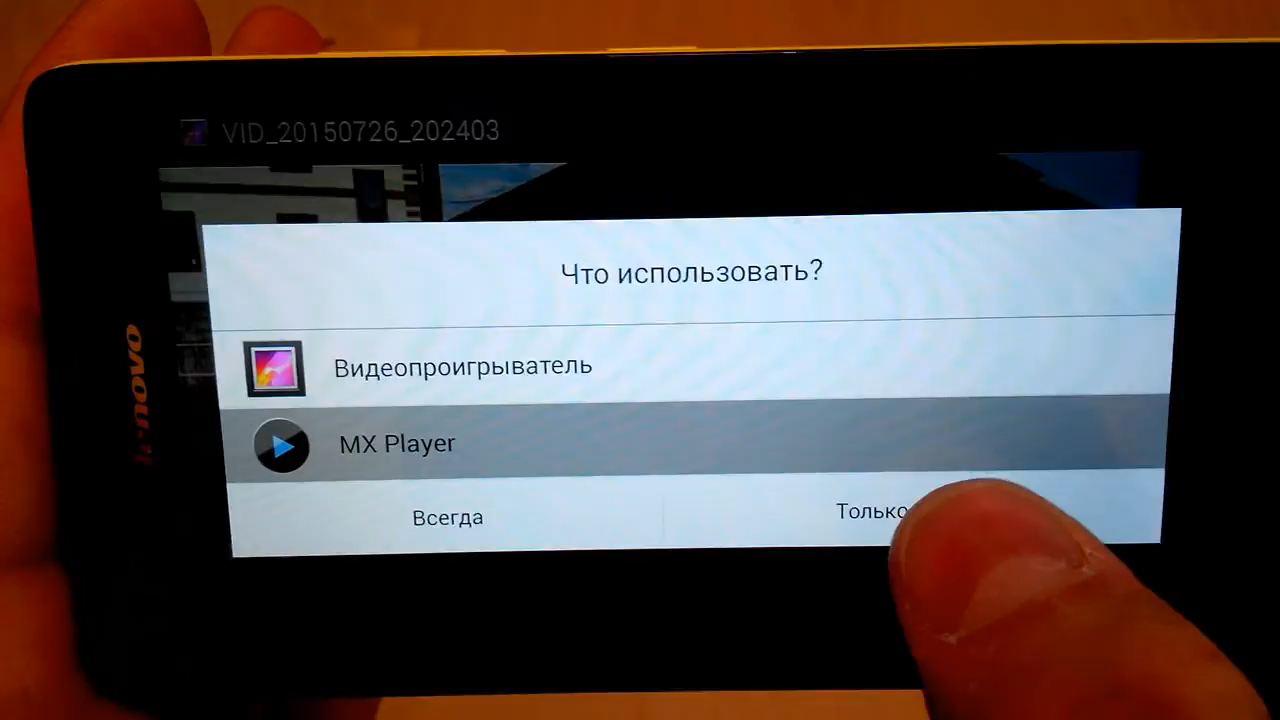 VID_20150726_202403
Что использовать?
Видеопроигрыватель
MX Player
Всегда
Только
lenovo